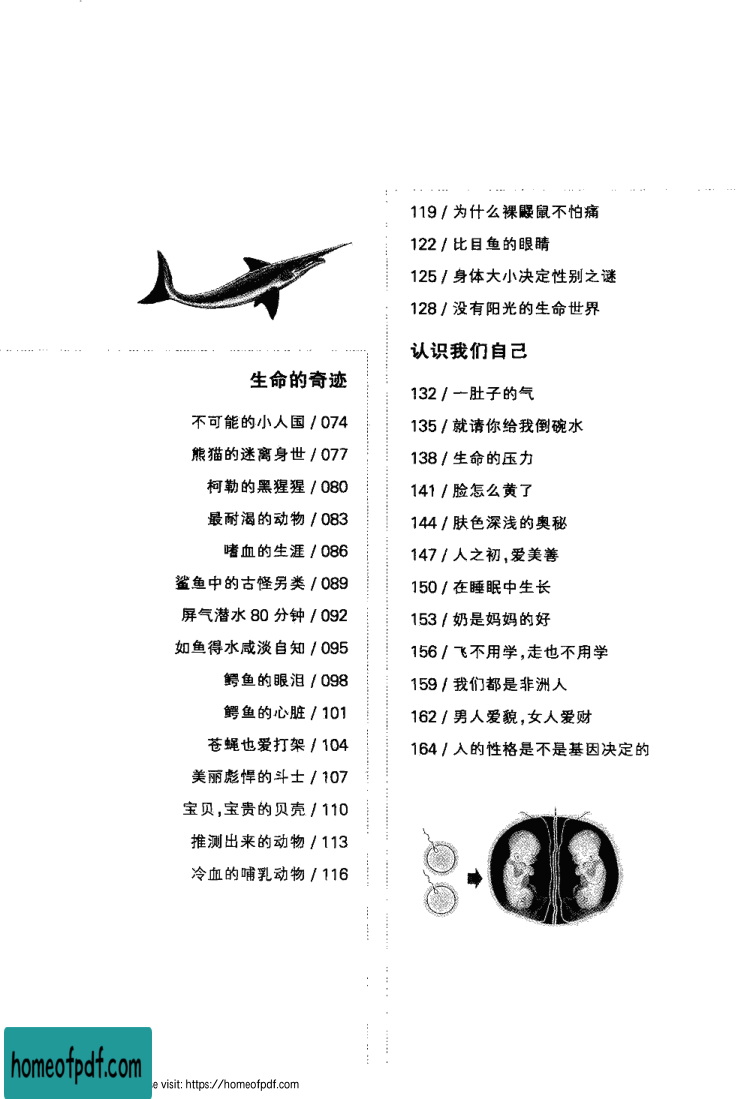 生命的奇迹
不可能的小人国 / 074
熊猫的迷离身世 / 077
柯勒的黑猩猩 / 080
最耐渴的动物 / 083
嗜血的生涯 / 086
鲨鱼中的古怪另类 / 089
屏气潜水 80 分钟 / 092
如鱼得水咸淡自知 / 095
鳄鱼的眼泪 / 098
鳄鱼的心脏 / 101
苍蝇也爱打架 / 104
美丽彪悍的斗士 / 107
宝贝,宝贵的贝壳 / 110
推测出来的动物 / 113
冷血的哺乳动物 / 116
119 / 为什么裸鼹鼠不怕痛
122 / 比目鱼的眼睛
125 / 身体大小决定性别之谜
128 / 没有阳光的生命世界
认识我们自己
132 / 一肚子的气
135 / 就请你给我倒碗水
138 / 生命的压力
141 / 脸怎么黄了
144 / 肤色深浅的奥秘
147 / 人之初,爱美善
150 / 在睡眠中生长
153 / 奶是妈妈的好
156 / 飞不用学,走也不用学
159 / 我们都是非洲人
162 / 男人爱貌,女人爱财
164 / 人的性格是不是基因决定的
homeofpdf.com
e visit: https://homeofpdf.com